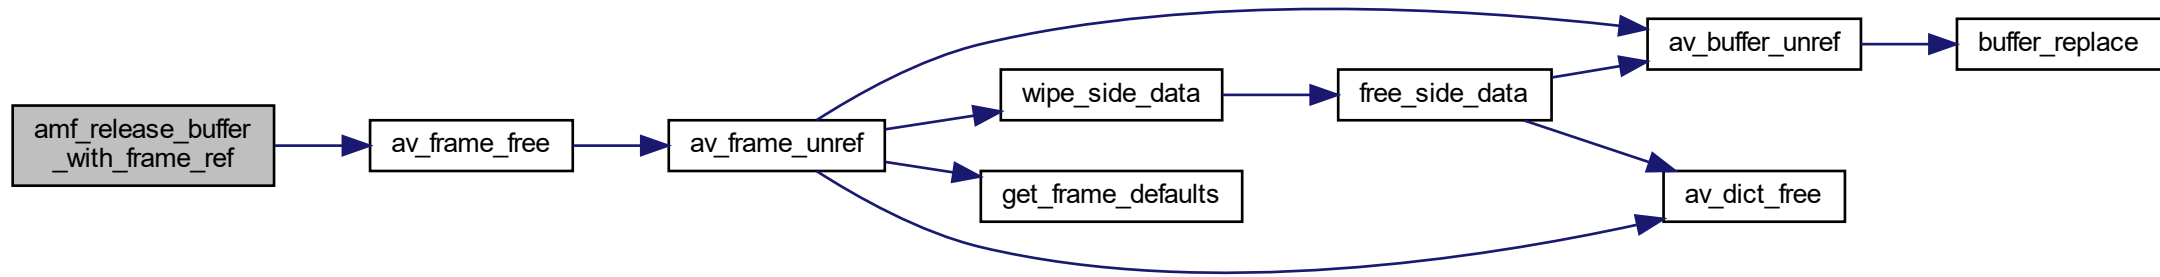 amf_release_buffer
_with_frame_ref
av_frame_free
av_frame_unref
wipe_side_data
get_frame_defaults
free_side_data
av_buffer_unref
av_dict_free
buffer_replace